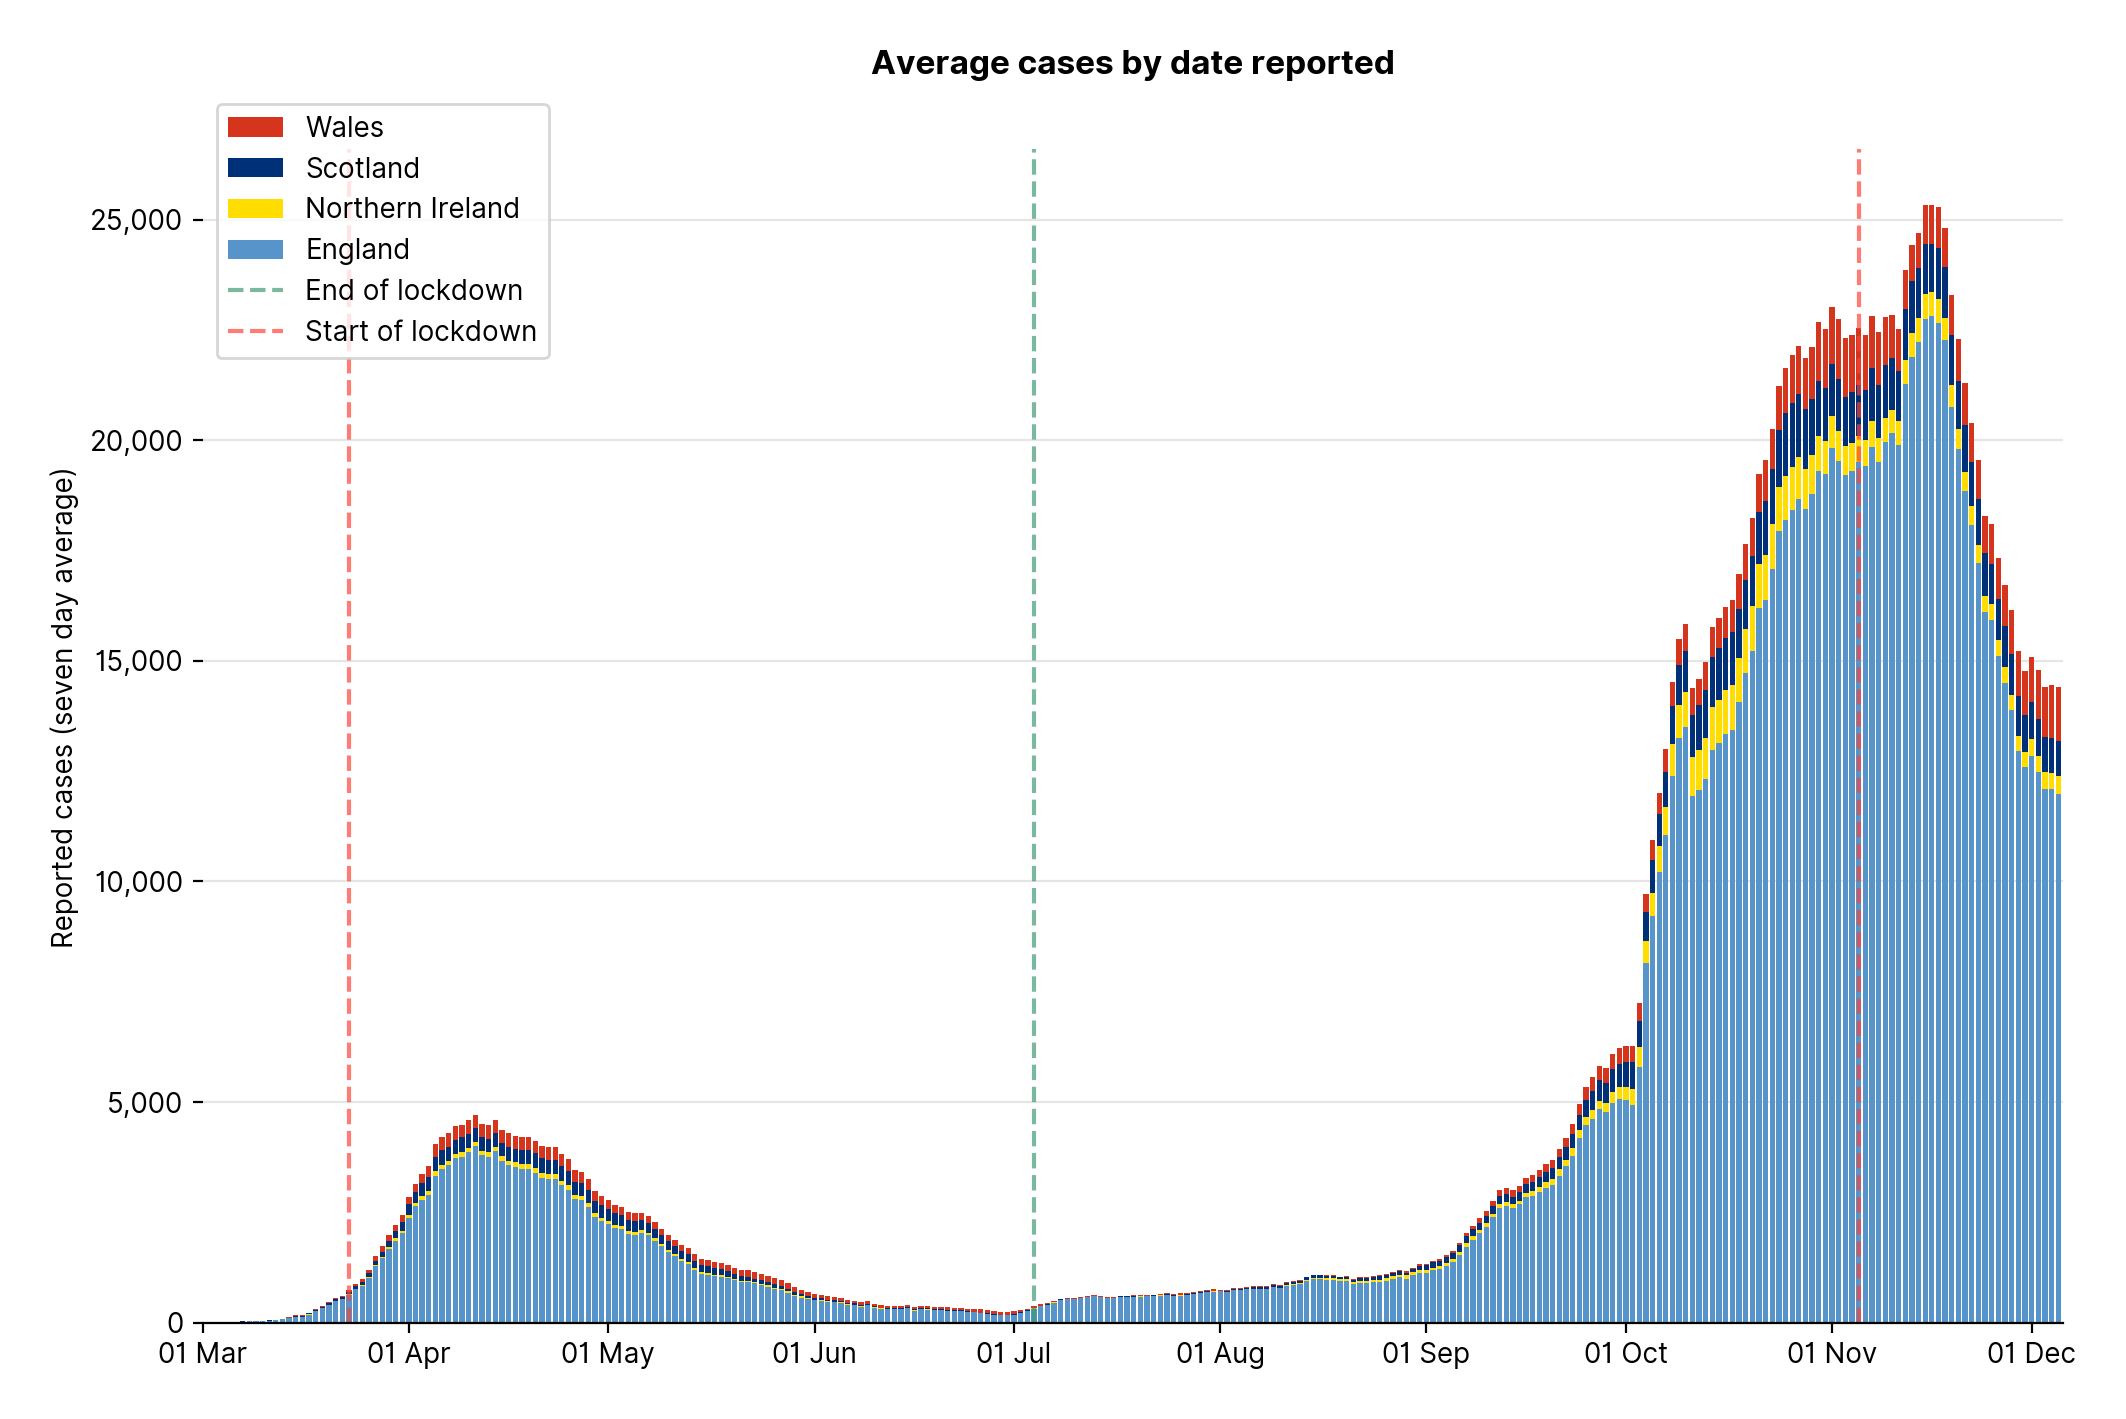 Average cases by date reported
Wales
Scotland
Northern Ireland
England
End of lockdown
Start of lockdown
Reported cases (seven day average)
25,000
20,000
15,000
10,000
5,000
0
01 Mar
01 Apr
01 May
01 Jun
01 Jul
01 Aug
01 Sep
01 Oct
01 Nov
01 Dec